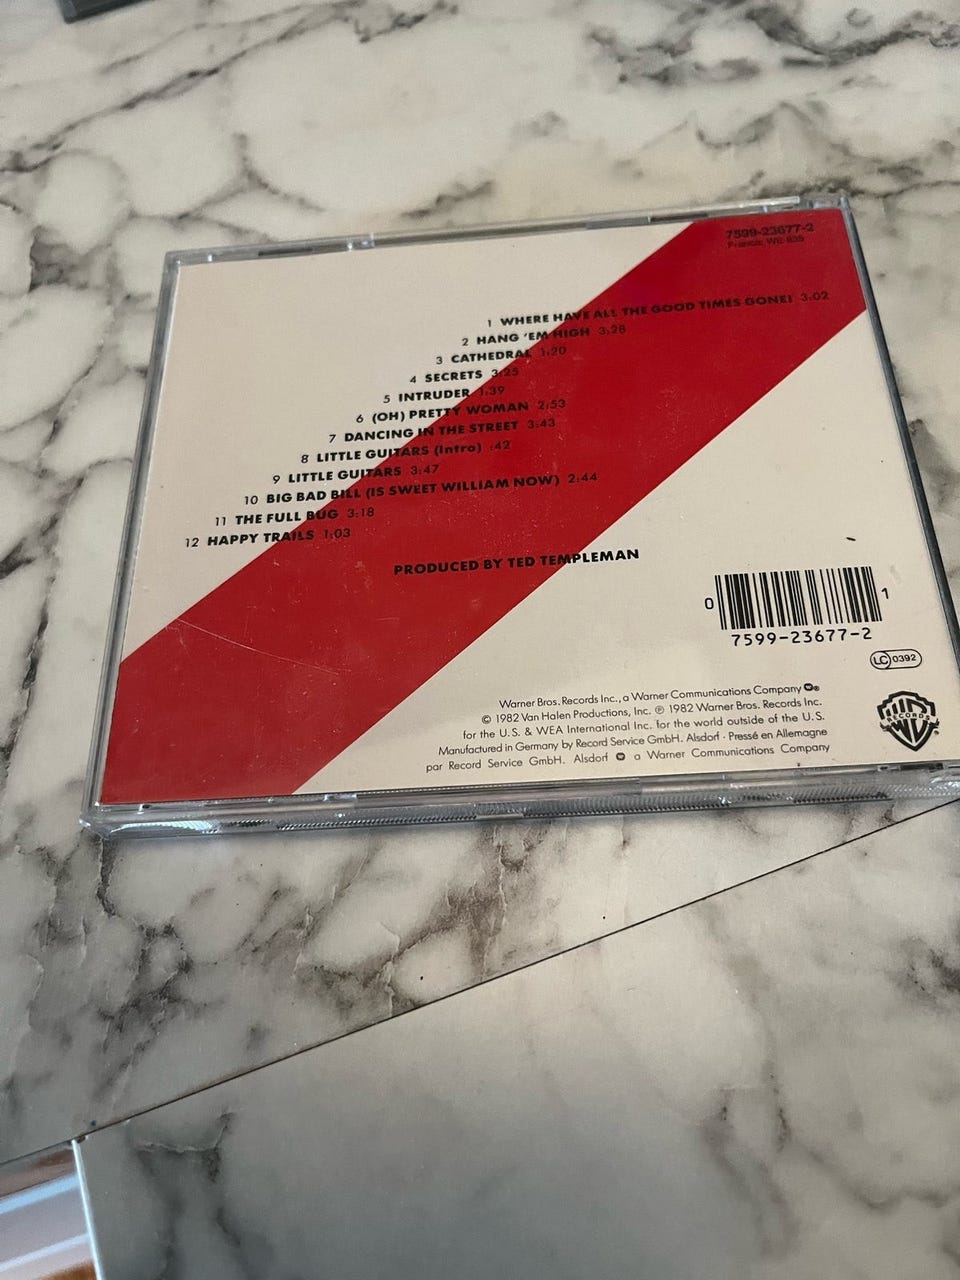 7599-23677-2
France: WE 835
1 WHERE HAVE ALL THE GOOD TIMES GONE! 3:02
2 HANG 'EM HIGH 3:28
3 CATHEDRAL 1:20
4 SECRETS 3:25
5 INTRUDER 1:39
6 (OH) PRETTY WOMAN 2:53
7 DANCING IN THE STREET 3:43
8 LITTLE GUITARS (Intro) :42
9 LITTLE GUITARS 3:47
10 BIG BAD BILL (IS SWEET WILLIAM NOW) 2:44
11 THE FULL BUG 3:18
12 HAPPY TRAILS 1:03
PRODUCED BY TED TEMPLEMAN
0 1
7599-23677-2
LC 0392
Warner Bros. Records Inc., a Warner Communications Company
© 1982 Van Halen Productions, Inc. ℗ 1982 Warner Bros. Records Inc.
for the U.S. & WEA International Inc. for the world outside of the U.S.
Manufactured in Germany by Record Service GmbH. Alsdorf · Pressé en Allemagne
par Record Service GmbH. Alsdorf a Warner Communications Company
WB
RECORDS